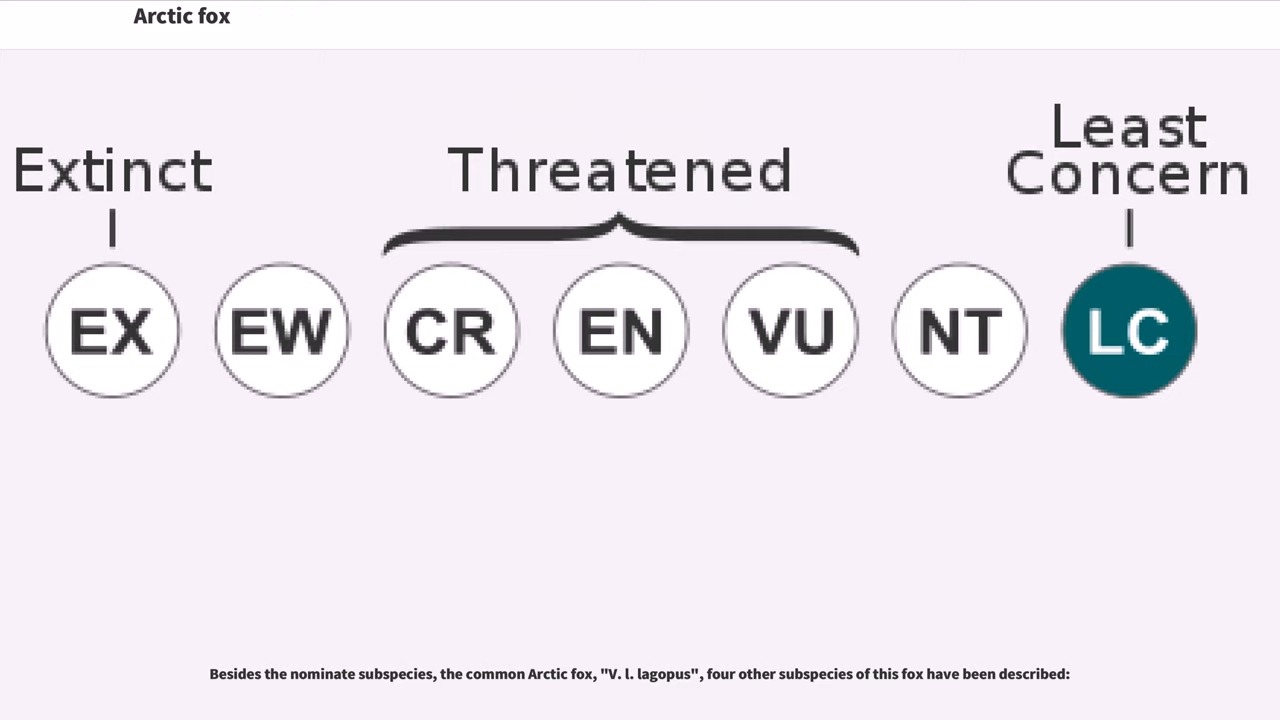 Arctic fox
Extinct
Threatened
Least
Concern
EX EW CR EN VU NT LC
Besides the nominate subspecies, the common Arctic fox, "V. l. lagopus", four other subspecies of this fox have been described: